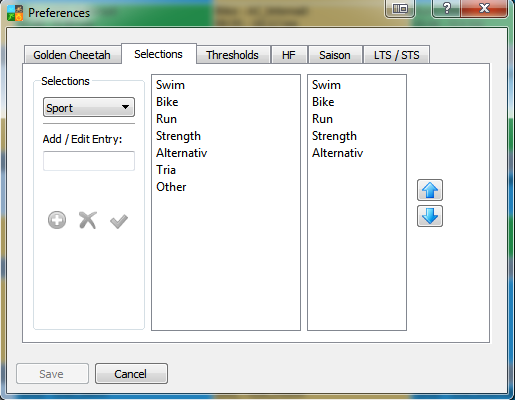 Preferences
Golden Cheetah
Selections
Thresholds
HF
Saison
LTS / STS
Selections
Sport
Add / Edit Entry:
Swim
Bike
Run
Strength
Alternativ
Tria
Other
Swim
Bike
Run
Strength
Alternativ
Save
Cancel